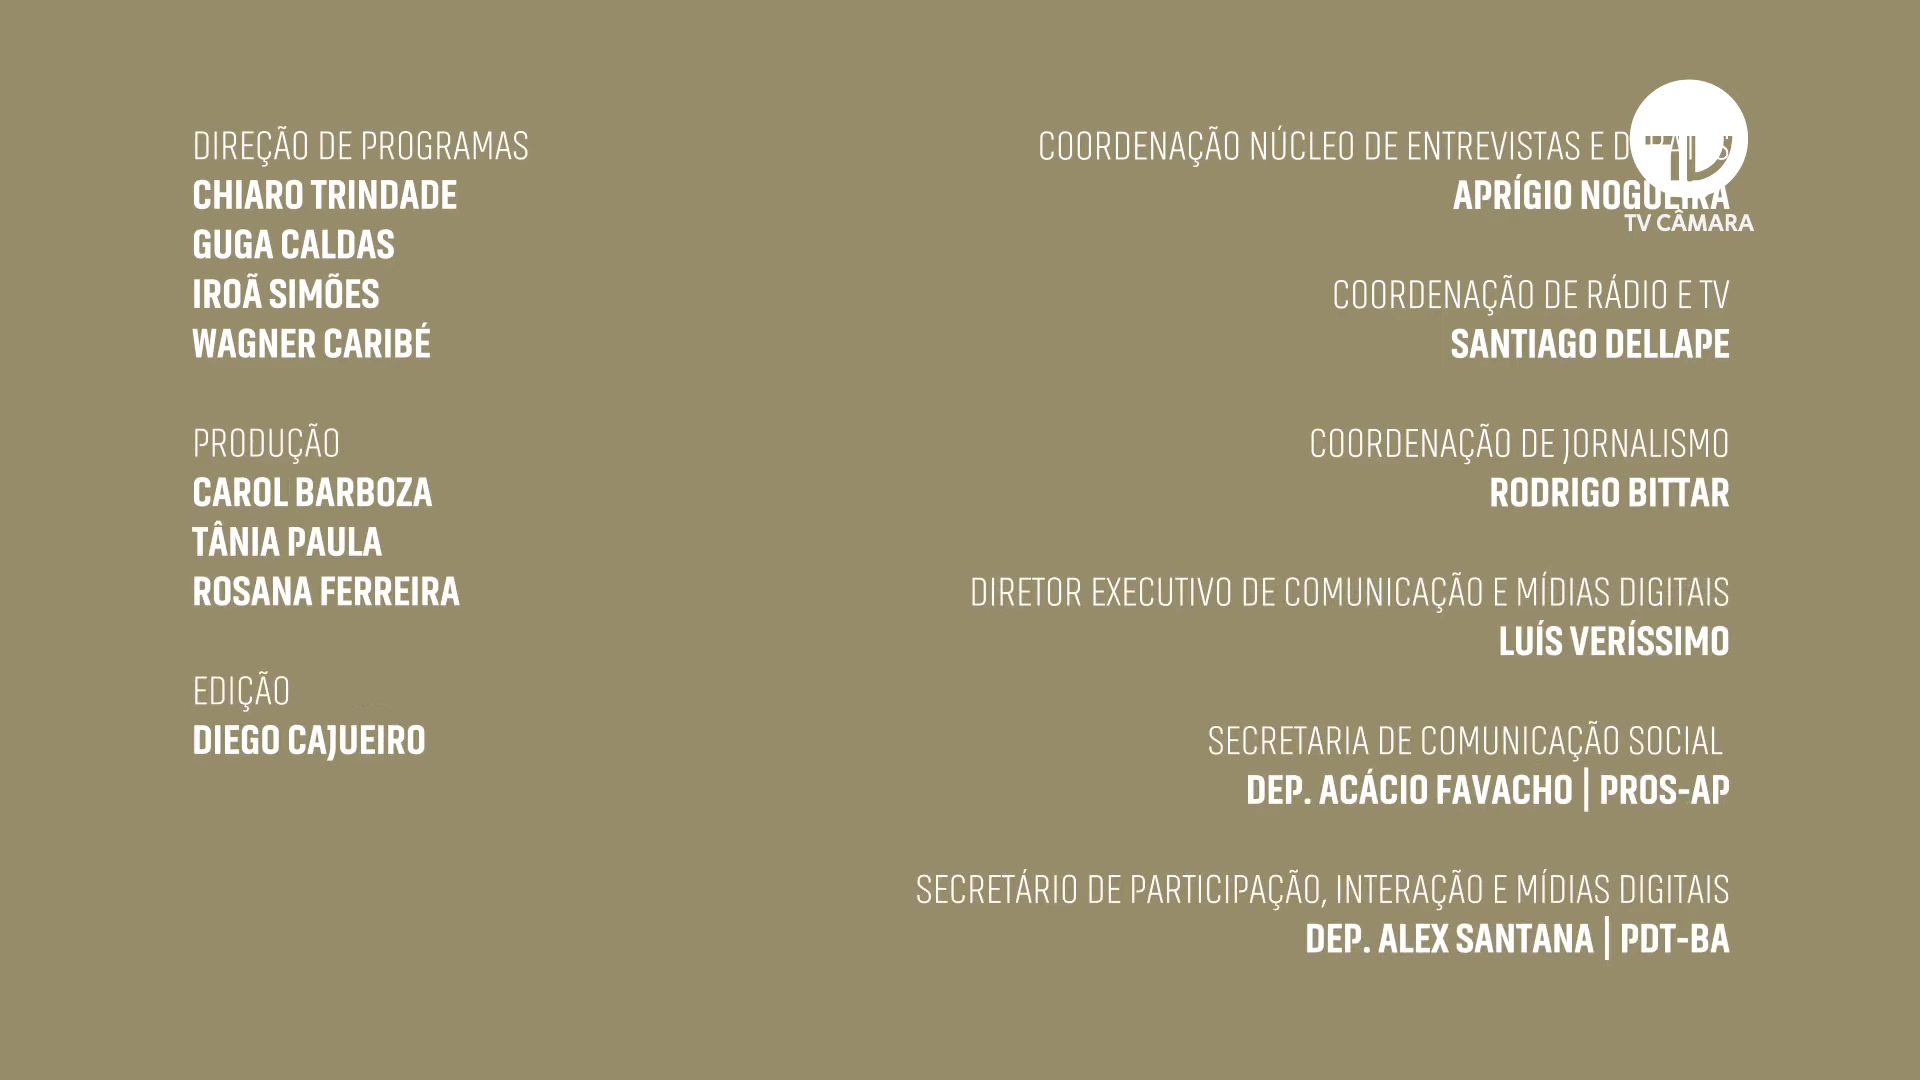 DIREÇÃO DE PROGRAMAS
CHIARO TRINDADE
GUGA CALDAS
IROÃ SIMÕES
WAGNER CARIBÉ
PRODUÇÃO
CAROL BARBOZA
TÂNIA PAULA
ROSANA FERREIRA
EDIÇÃO
DIEGO CAJUEIRO
COORDENAÇÃO NÚCLEO DE ENTREVISTAS E
APRÍGIO NOGUEIRA
TV CÂMARA
COORDENAÇÃO DE RÁDIO E TV
SANTIAGO DELLAPE
COORDENAÇÃO DE JORNALISMO
RODRIGO BITTAR
DIRETOR EXECUTIVO DE COMUNICAÇÃO E MÍDIAS DIGITAIS
LUÍS VERÍSSIMO
SECRETARIA DE COMUNICAÇÃO SOCIAL
DEP. ACÁCIO FAVACHO | PROS-AP
SECRETÁRIO DE PARTICIPAÇÃO, INTERAÇÃO E MÍDIAS DIGITAIS
DEP. ALEX SANTANA | PDT-BA